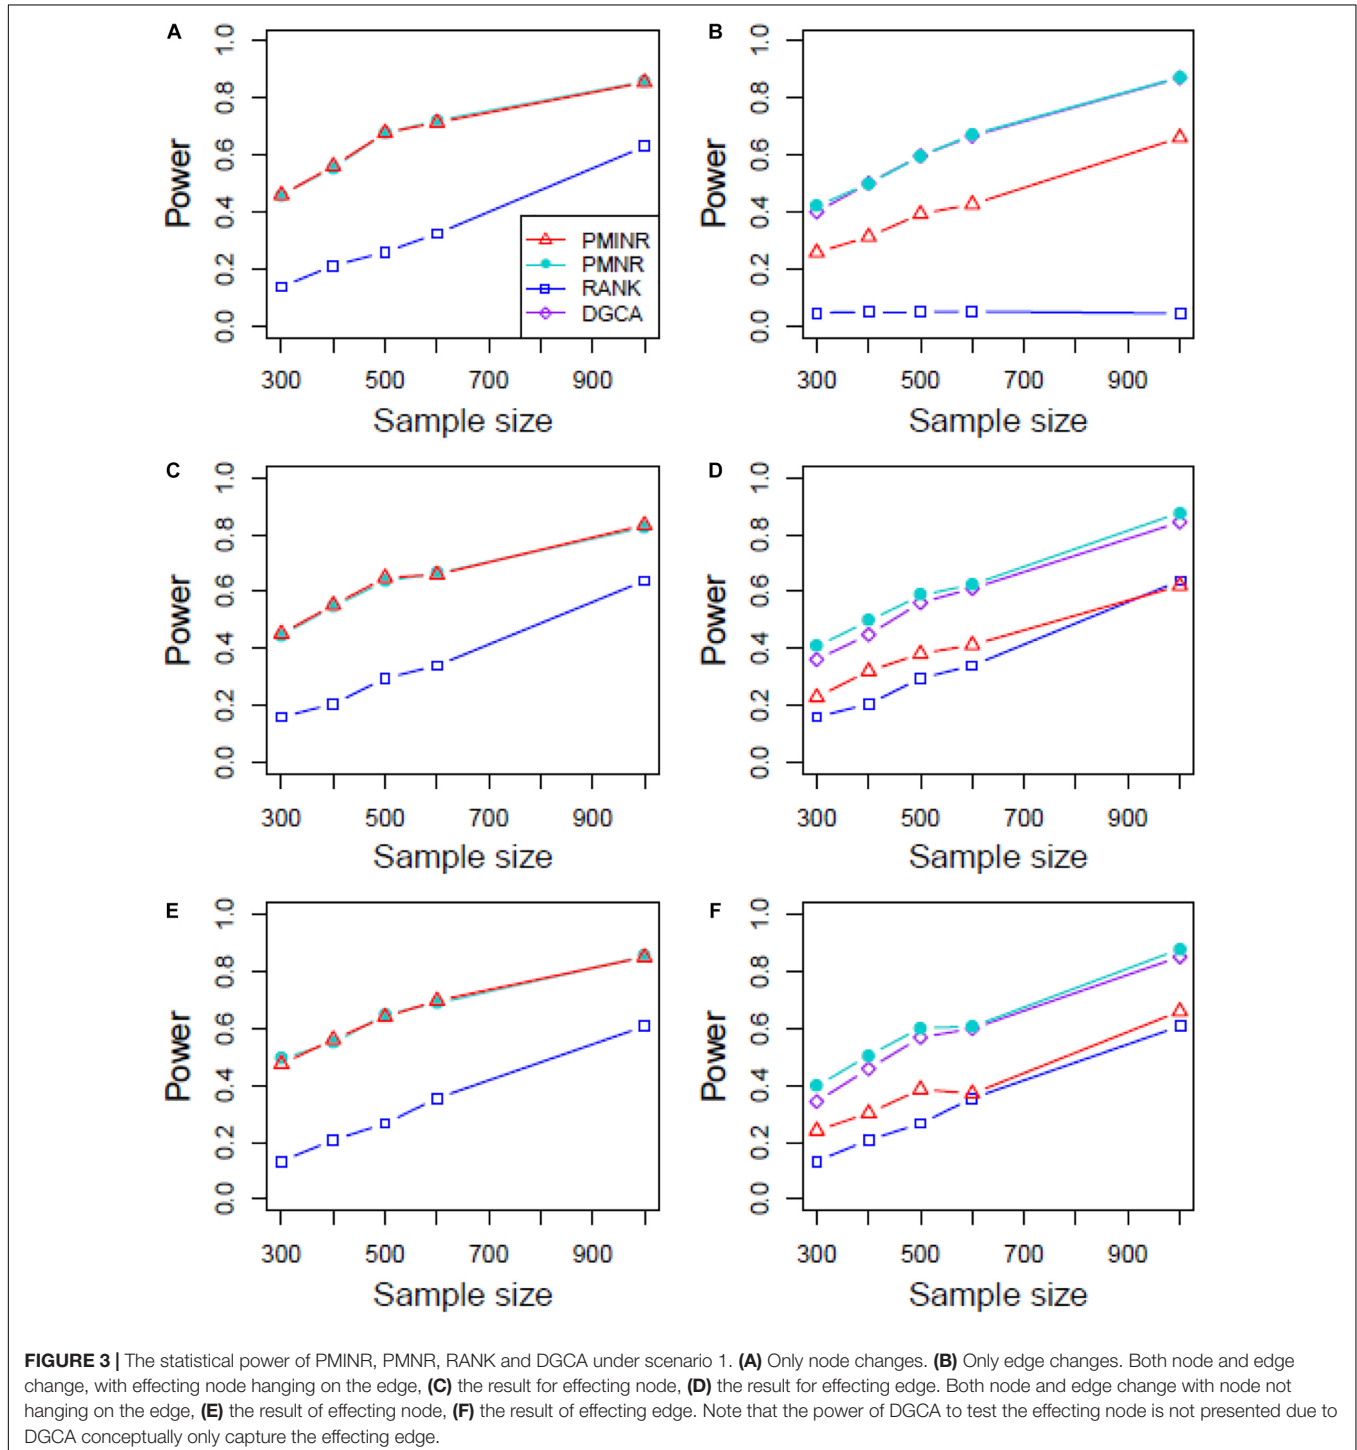 A
1.0
0.8
0.6
0.4
0.2
0.0
Power
PMINR
PMNR
RANK
DGCA
300 500 700 900
Sample size
B
1.0
0.8
0.6
0.4
0.2
0.0
Power
300 500 700 900
Sample size
C
1.0
0.8
0.6
0.4
0.2
0.0
Power
300 500 700 900
Sample size
D
1.0
0.8
0.6
0.4
0.2
0.0
Power
300 500 700 900
Sample size
E
1.0
0.8
0.6
0.4
0.2
0.0
Power
300 500 700 900
Sample size
F
1.0
0.8
0.6
0.4
0.2
0.0
Power
300 500 700 900
Sample size
FIGURE 3 | The statistical power of PMINR, PMNR, RANK and DGCA under scenario 1. (A) Only node changes. (B) Only edge changes. Both node and edge
change, with effecting node hanging on the edge, (C) the result for effecting node, (D) the result for effecting edge. Both node and edge change with node not
hanging on the edge, (E) the result of effecting node, (F) the result of effecting edge. Note that the power of DGCA to test the effecting node is not presented due to
DGCA conceptually only capture the effecting edge.